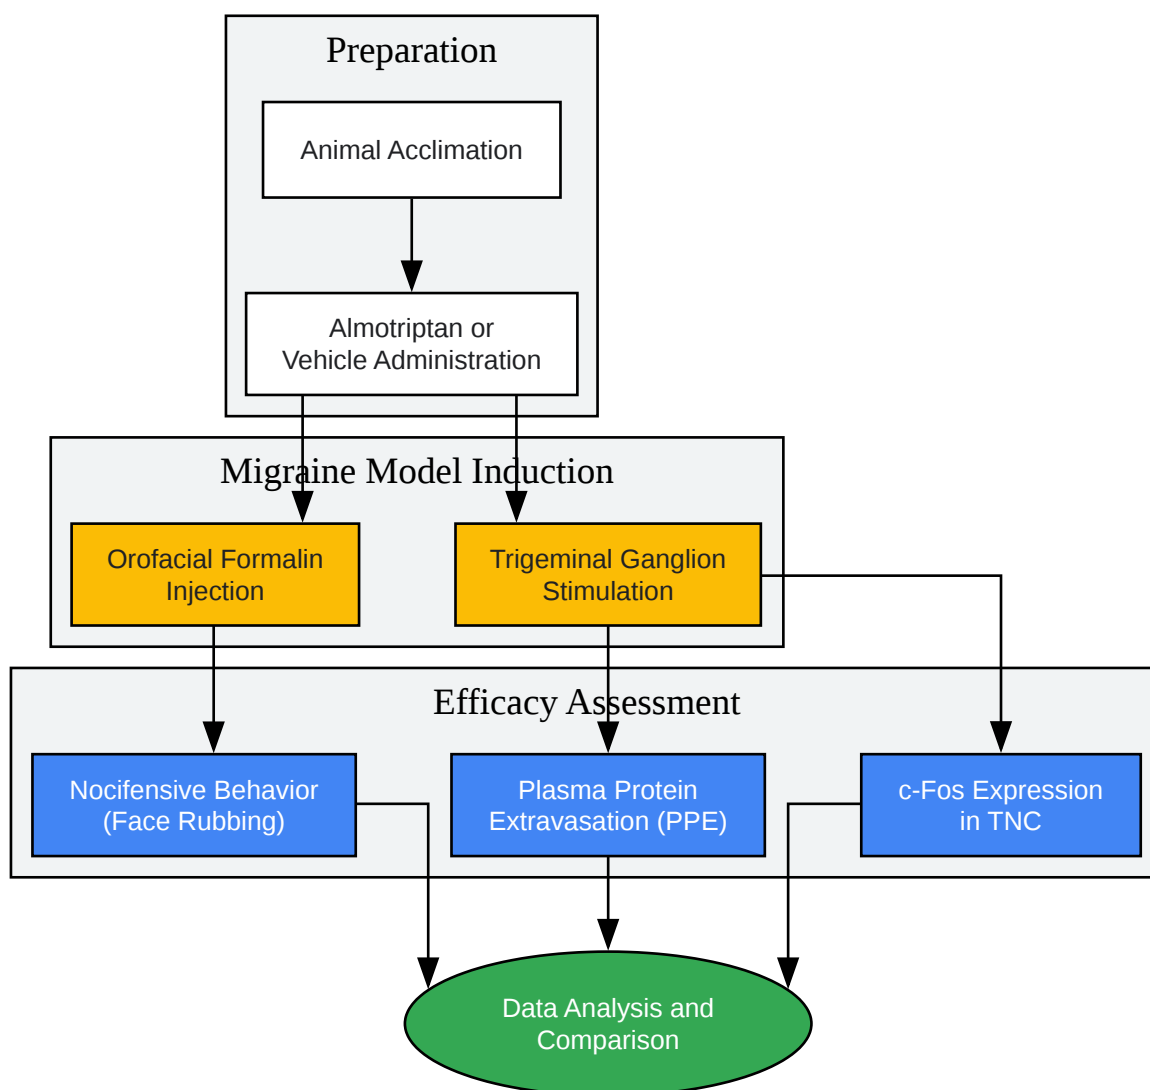 Preparation
Animal Acclimation
Almotriptan or
Vehicle Administration
Migraine Model Induction
Orofacial Formalin
Injection
Trigeminal Ganglion
Stimulation
Efficacy Assessment
Nocifensive Behavior
(Face Rubbing)
Plasma Protein
Extravasation (PPE)
c-Fos Expression
in TNC
Data Analysis and
Comparison